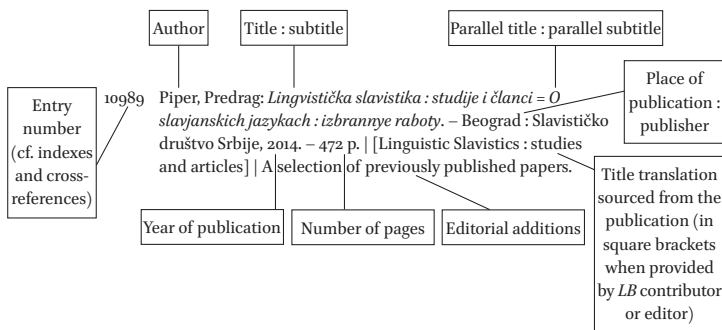 Author
Title : subtitle
Parallel title : parallel subtitle
10989 Piper, Predrag: Lingvistička slavistika : studije i članci = O
slavjanskich jazykach : izbrannye raboty. – Beograd : Slavističko
društvo Srbije, 2014. – 472 p. | [Linguistic Slavistics : studies
and articles] | A selection of previously published papers.
Entry
number
(cf. indexes
and cross-
references)
Place of
publication :
publisher
Title translation
sourced from the
publication (in
square brackets
when provided
by LB contributor
or editor)
Year of publication
Number of pages
Editorial additions